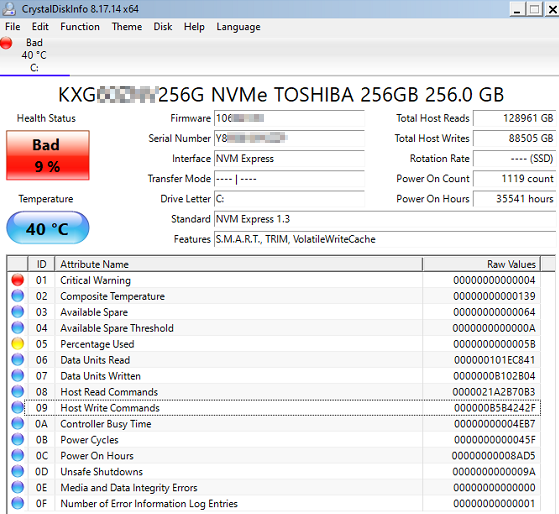 CrystalDiskInfo 8.17.14 x64
File Edit Function Theme Disk Help Language
Bad
40 °C
C:
KXG 256G NVMe TOSHIBA 256GB 256.0 GB
Health Status
Bad
9 %
Temperature
40 °C
Firmware 106
Serial Number Y8
Interface NVM Express
Transfer Mode ---- | ----
Drive Letter C:
Standard NVM Express 1.3
Features S.M.A.R.T., TRIM, VolatileWriteCache
Total Host Reads 128961 GB
Total Host Writes 88505 GB
Rotation Rate ---- (SSD)
Power On Count 1119 count
Power On Hours 35541 hours
ID Attribute Name Raw Values
01 Critical Warning 00000000000004
02 Composite Temperature 00000000000139
03 Available Spare 00000000000064
04 Available Spare Threshold 0000000000000A
05 Percentage Used 0000000000005B
06 Data Units Read 000000101EC841
07 Data Units Written 0000000B102B04
08 Host Read Commands 0000021A2B70B3
09 Host Write Commands 000000B5B4242F
0A Controller Busy Time 00000000004EB7
0B Power Cycles 0000000000045F
0C Power On Hours 00000000008AD5
0D Unsafe Shutdowns 0000000000009A
0E Media and Data Integrity Errors 00000000000000
0F Number of Error Information Log Entries 00000000000001